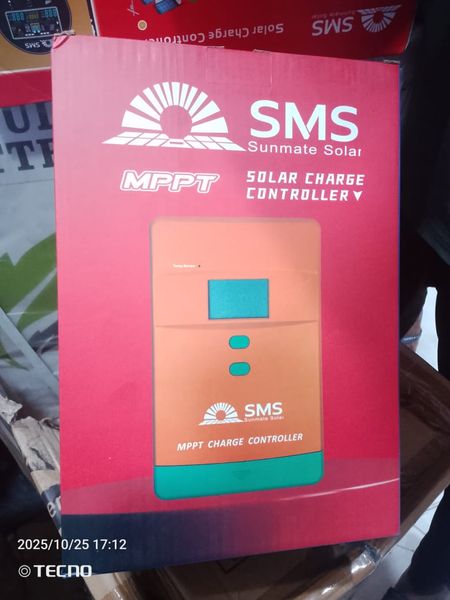 Solar Charge Controller
SMS
SMS
SMS
Sunmate Solar
MPPT
SOLAR CHARGE
CONTROLLER
SMS
Sunmate Solar
MPPT CHARGE CONTROLLER
2025/10/25 17:12
TECNO